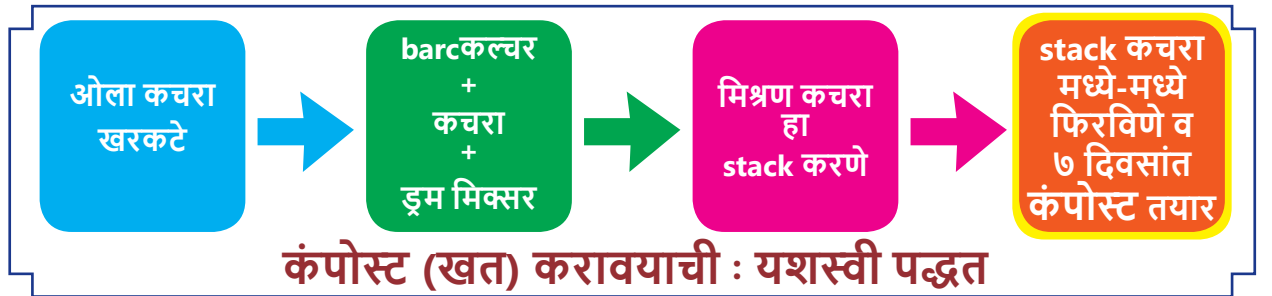 ओला कचरा
खरकटे
barcकल्चर
+
कचरा
+
ड्रम मिक्सर
मिश्रण कचरा
हा
stack करणे
stack कचरा
मध्ये-मध्ये
फिरविणे व
७ दिवसांत
कंपोस्ट तयार
कंपोस्ट (खत) करावयाची : यशस्वी पद्धत